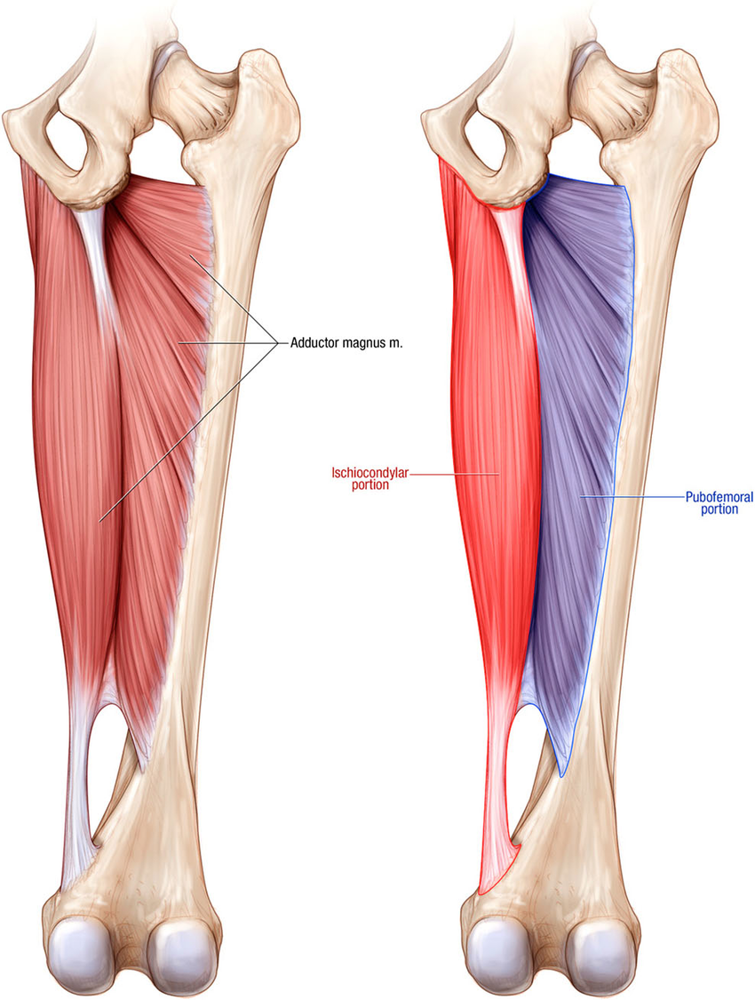 Adductor magnus m.
Ischiocondylar
portion
Pubofemoral
portion